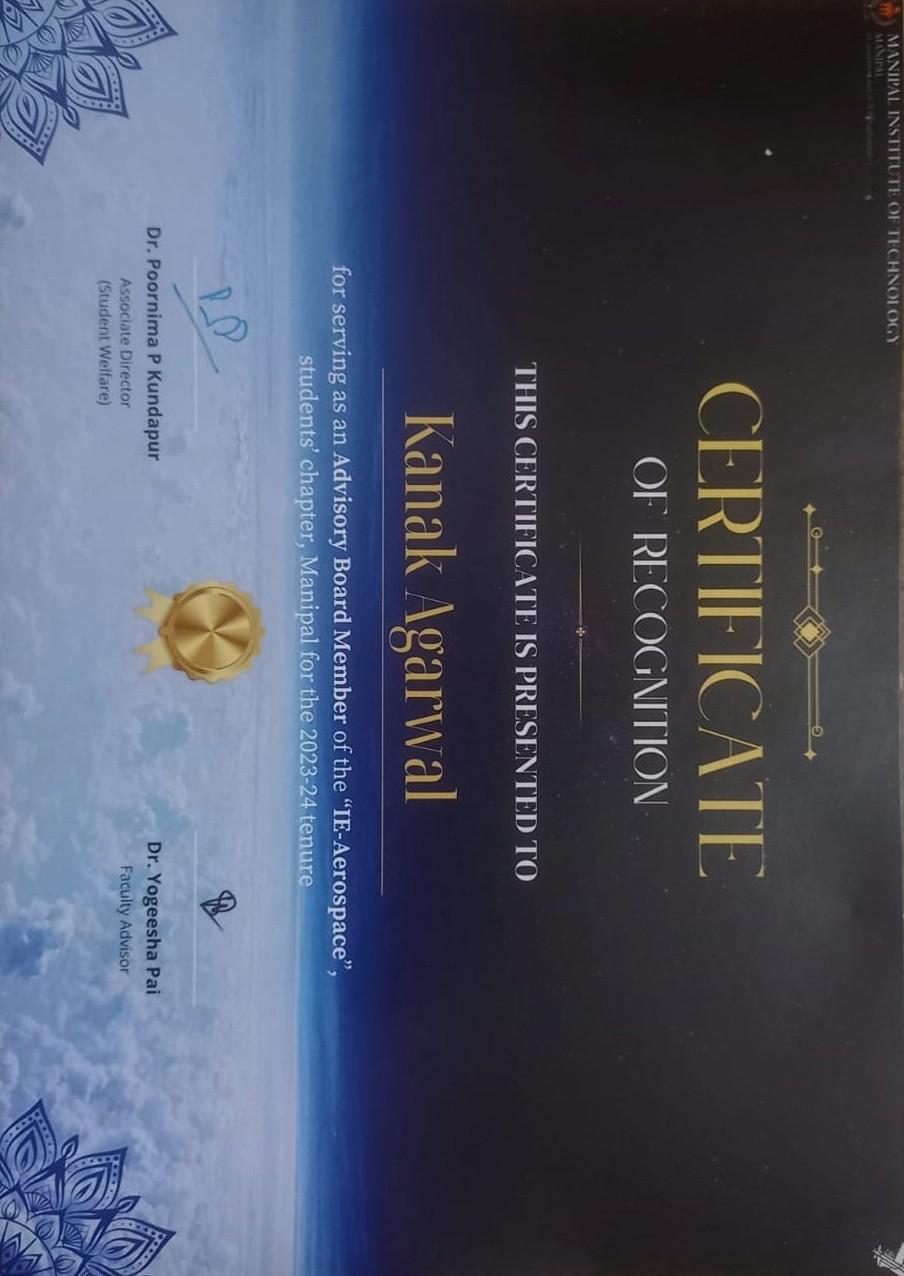 MANIPAL INSTITUTE OF TECHNOLOGY
MANIPAL
CERTIFICATE
OF RECOGNITION
THIS CERTIFICATE IS PRESENTED TO
Kanak Agarwal
for serving as an Advisory Board Member of the “IE-Aerospace”,
students’ chapter, Manipal for the 2023-24 tenure
Dr. Poornima P Kundapur
Associate Director
(Student Welfare)
Dr. Yogeesha Pai
Faculty Advisor